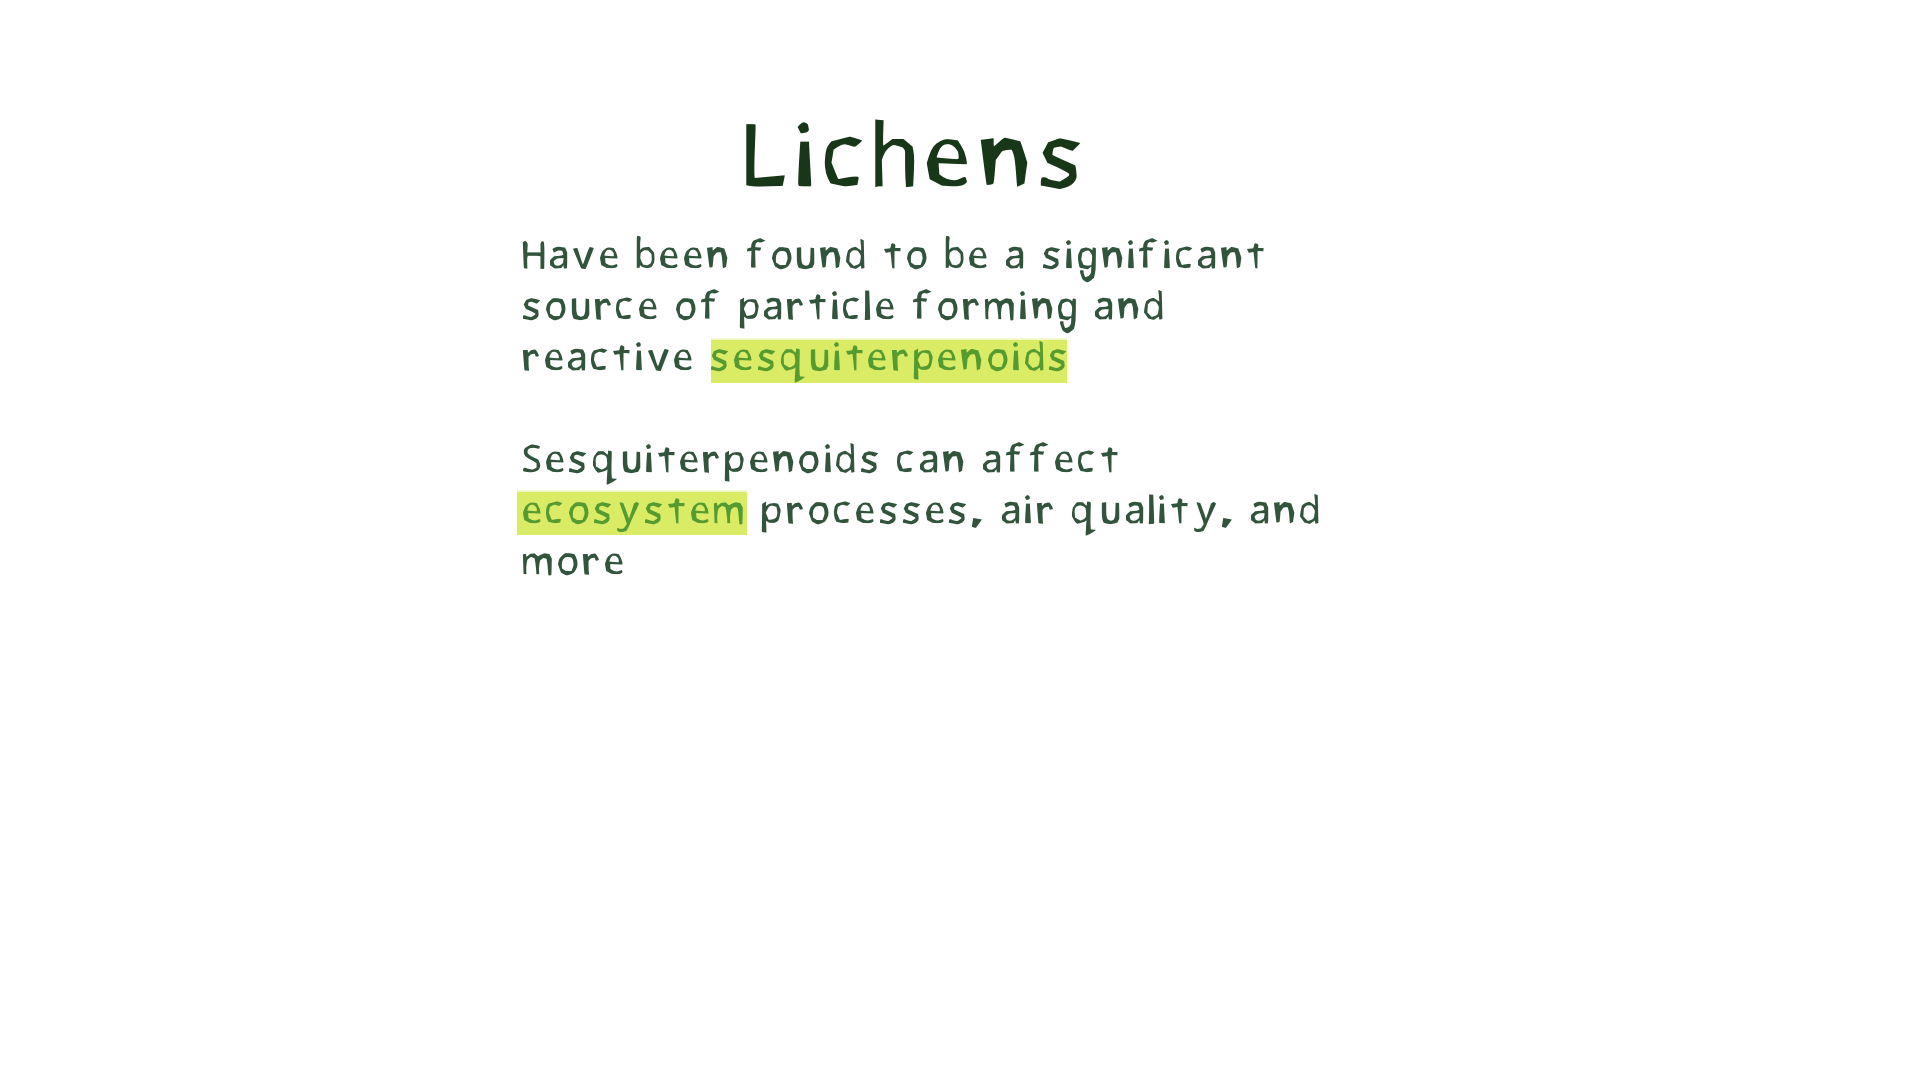 Lichens
Have been found to be a significant
source of particle forming and
reactive sesquiterpenoids
Sesquiterpenoids can affect
ecosystem processes, air quality, and
more